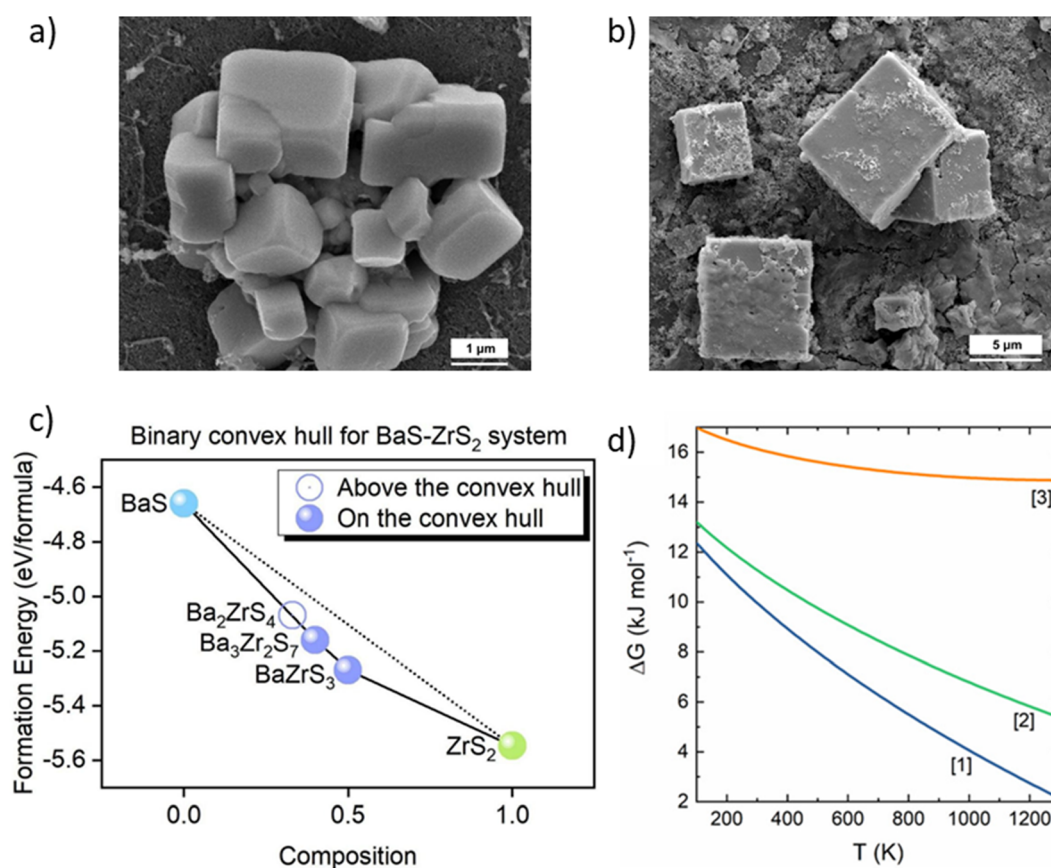 a)
1 µm
b)
5 µm
c)
Binary convex hull for BaS-ZrS₂ system
Formation Energy (eV/formula)
-4.6
-4.8
-5.0
-5.2
-5.4
-5.6
Above the convex hull
On the convex hull
BaS
Ba₂ZrS₄
Ba₃Zr₂S₇
BaZrS₃
ZrS₂
0.0
0.5
1.0
Composition
d)
ΔG (kJ mol⁻¹)
16
14
12
10
8
6
4
2
[3]
[2]
[1]
200
400
600
800
1000
1200
T (K)